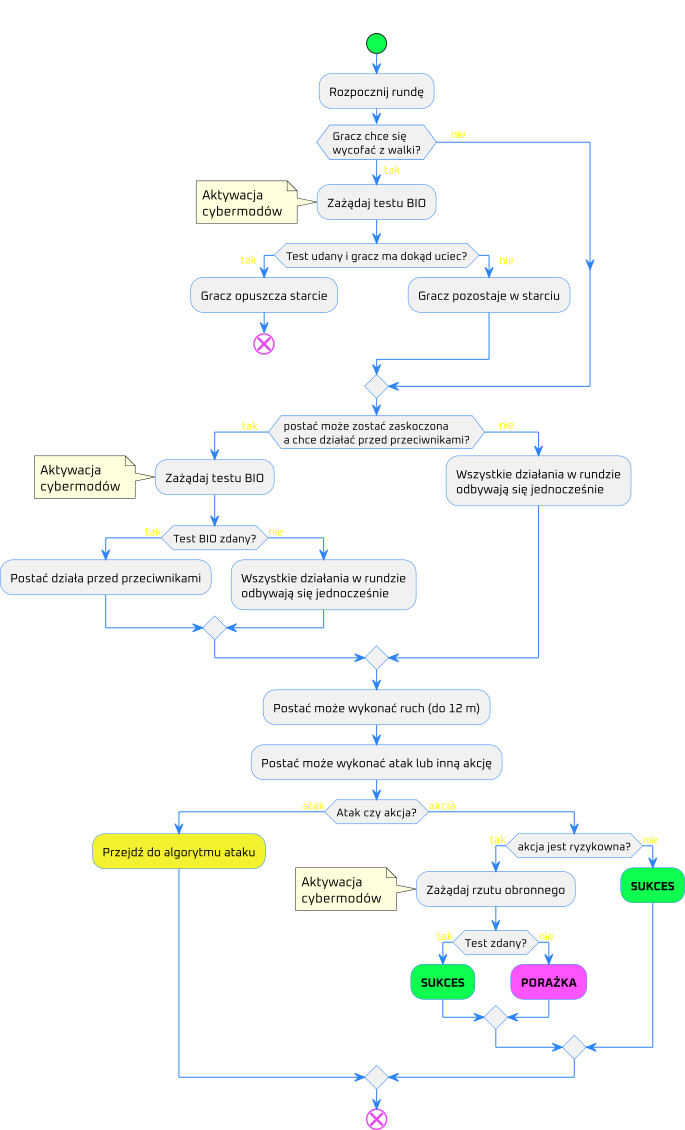 Rozpocznij rundę
Gracz chce się
wycofać z walki?
nie
tak
Aktywacja
cybermodów
Zażądaj testu BIO
Test udany i gracz ma dokąd uciec?
tak
nie
Gracz opuszcza starcie
Gracz pozostaje w starciu
postać może zostać zaskoczona
a chce działać przed przeciwnikami?
tak
nie
Aktywacja
cybermodów
Zażądaj testu BIO
Wszystkie działania w rundzie
odbywają się jednocześnie
Test BIO zdany?
tak
nie
Postać działa przed przeciwnikami
Wszystkie działania w rundzie
odbywają się jednocześnie
Postać może wykonać ruch (do 12 m)
Postać może wykonać atak lub inną akcję
atak
Atak czy akcja?
akcja
Przejdź do algorytmu ataku
tak
akcja jest ryzykowna?
nie
Aktywacja
cybermodów
Zażądaj rzutu obronnego
SUKCES
tak
Test zdany?
nie
SUKCES
PORAŻKA